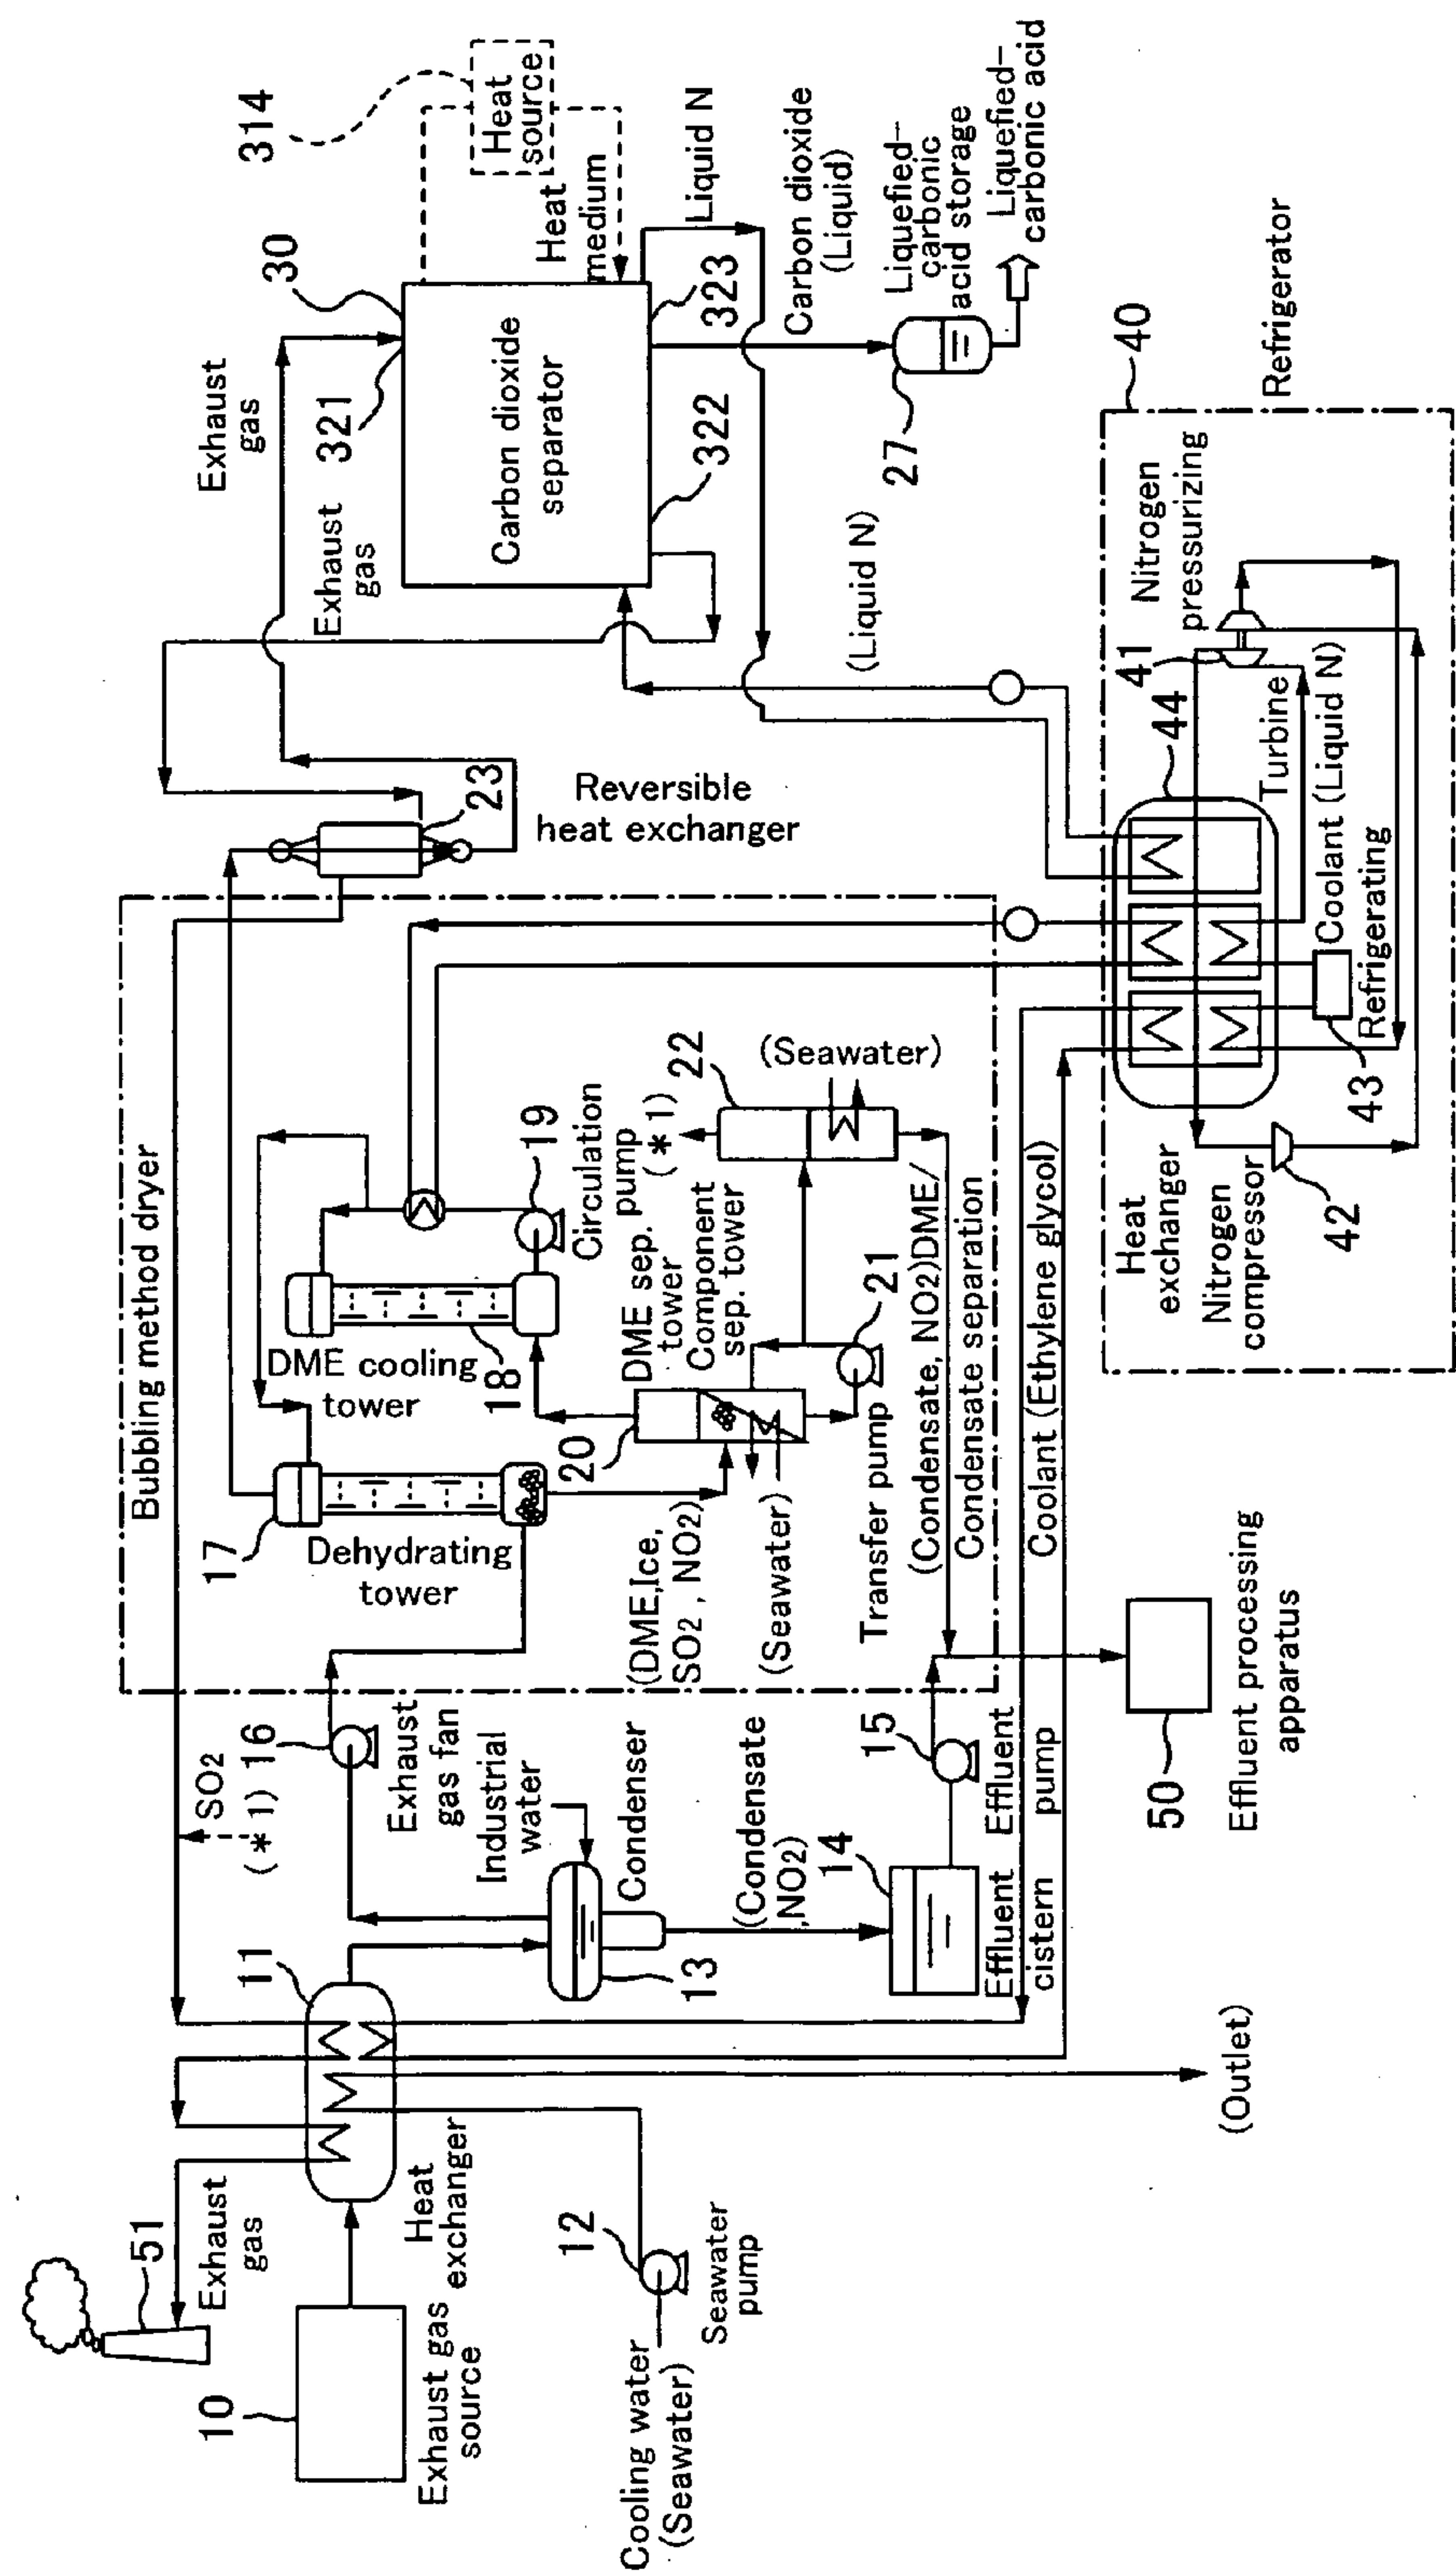 51
Exhaust
gas
10
Exhaust gas
source
11
Heat
exchanger
12
Cooling water
(Seawater)
Seawater
pump
(Outlet)
SO2
(*1)
16
Exhaust
gas fan
Industrial
water
Condenser
13
(Condensate
,NO2)
14
Effluent
cistern
15
Effluent
pump
50
Effluent processing
apparatus
Bubbling method dryer
17
Dehydrating
tower
DME cooling
tower
18
19
Circulation
pump
(DME,Ice,
SO2, NO2)
20
DME sep.
tower
Component
sep. tower
(*1)
22
(Seawater)
(Seawater)
21
Transfer pump
(Condensate, NO2)DME/
Condensate separation
Coolant (Ethylene glycol)
23
Reversible
heat exchanger
Exhaust
gas
Exhaust
gas
321
30
Carbon dioxide
separator
322
323
314
Heat
source
Heat
medium
Liquid N
(Liquid N)
Carbon dioxide
(Liquid)
27
Liquefied-
carbonic
acid storage
Liquefied-
carbonic acid
40
Refrigerator
Heat
exchanger
Nitrogen
compressor
42
43
44
41
Nitrogen
pressurizing
Turbine
Coolant (Liquid N)
Refrigerating